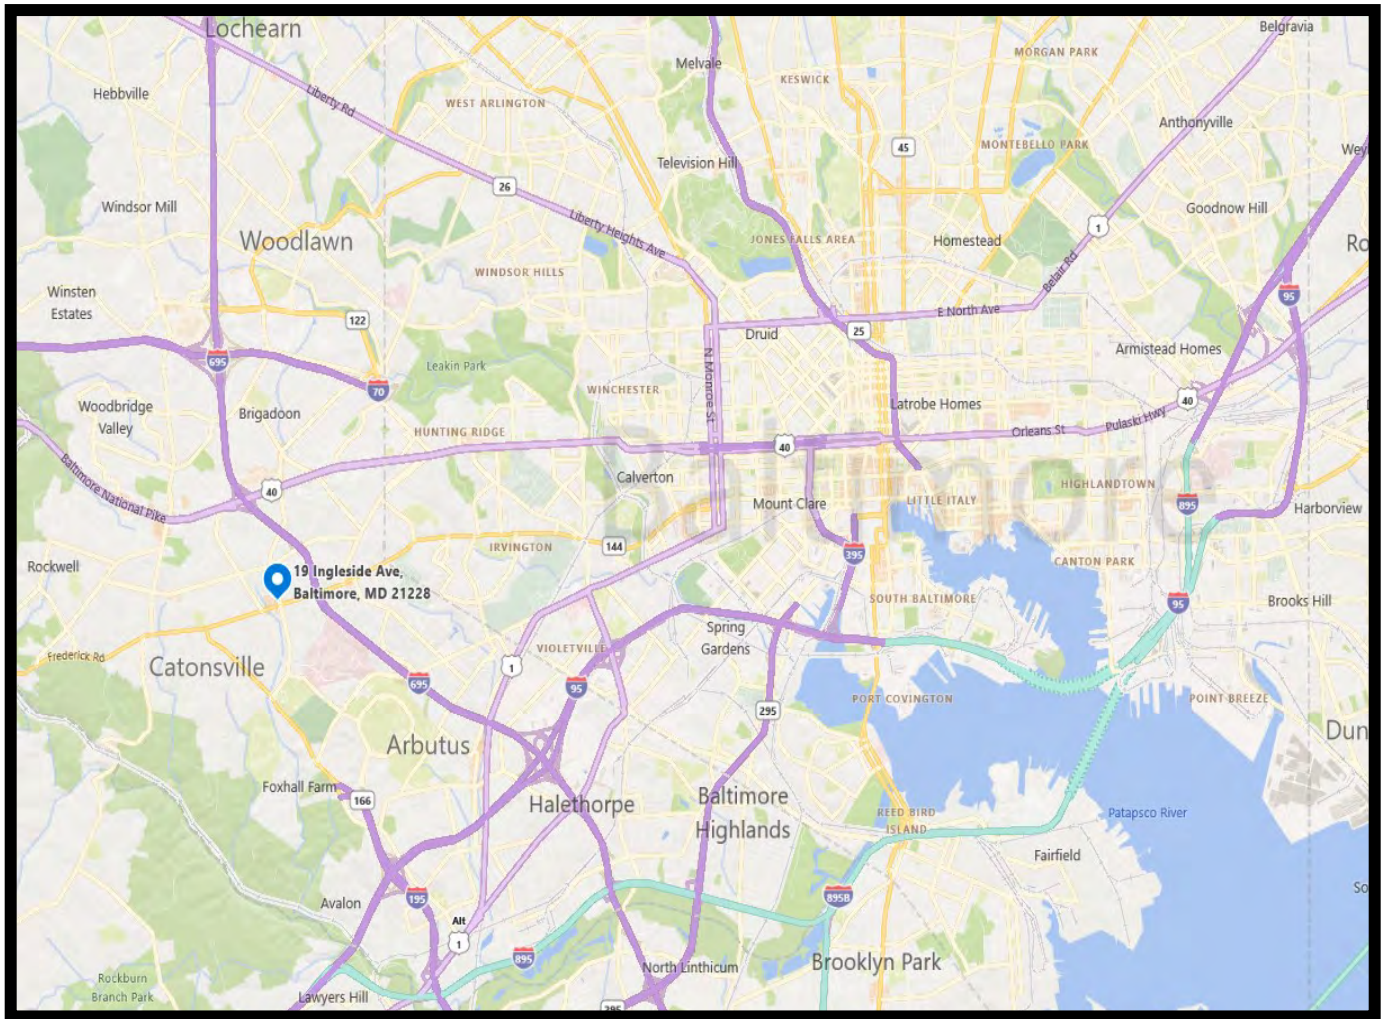 Lochearn
Belgravia
MORGAN PARK
Melvale
KESWICK
Hebbville
Liberty Rd
WEST ARLINGTON
Anthonyville
45
MONTEBELLO PARK
Wey
Television Hill
26
Windsor Mill
Goodnow Hill
Liberty Heights Ave
1
Woodlawn
JONES FALLS AREA
Homestead
Ro
WINDSOR HILLS
Belair Rd
Winsten
Estates
95
E North Ave
122
Druid
25
695
Armistead Homes
Leakin Park
N Monroe St
70
WINCHESTER
40
Woodbridge
Valley
Brigadoon
Latrobe Homes
HUNTING RIDGE
Orleans St
Pulaski Hwy
40
Baltimore
Calverton
Baltimore National Pike
40
HIGHLANDTOWN
Mount Clare
LITTLE ITALY
895
Harborview
IRVINGTON
144
395
CANTON PARK
Rockwell
19 Ingleside Ave,
Baltimore, MD 21228
SOUTH BALTIMORE
95
Brooks Hill
Spring
Gardens
VIOLETVILLE
Frederick Rd
Catonsville
1
695
95
PORT COVINGTON
POINT BREEZE
295
Dun
Arbutus
Foxhall Farm
166
Halethorpe
Baltimore
Highlands
REED BIRD
ISLAND
Patapsco River
Fairfield
So
195
895B
Avalon
Alt
1
895
North Linthicum
Brooklyn Park
Rockburn
Branch Park
Lawyers Hill